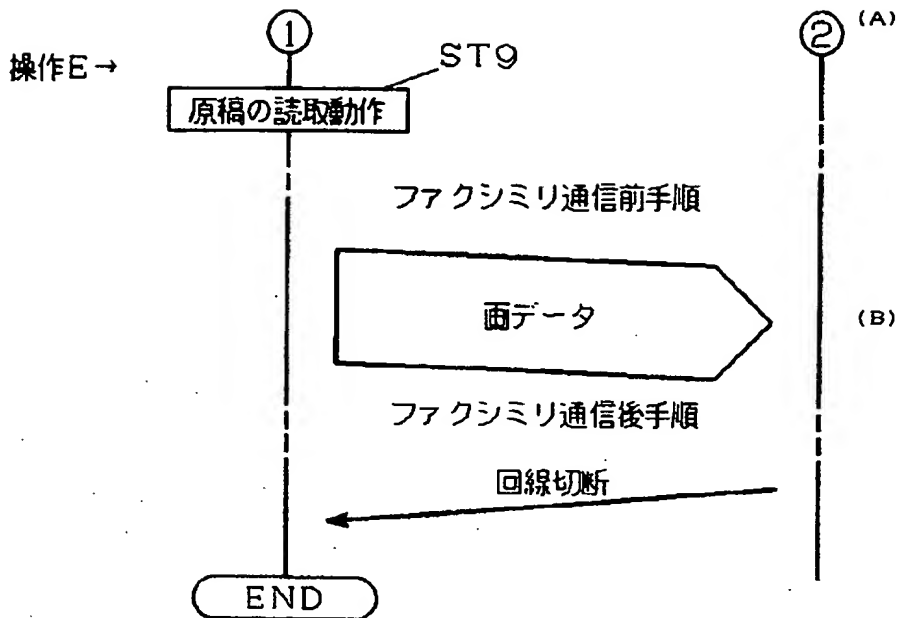 ① ② (A)
操作E→ ST9
原稿の読取動作
ファクシミリ通信前手順
画データ (B)
ファクシミリ通信後手順
回線切断
END